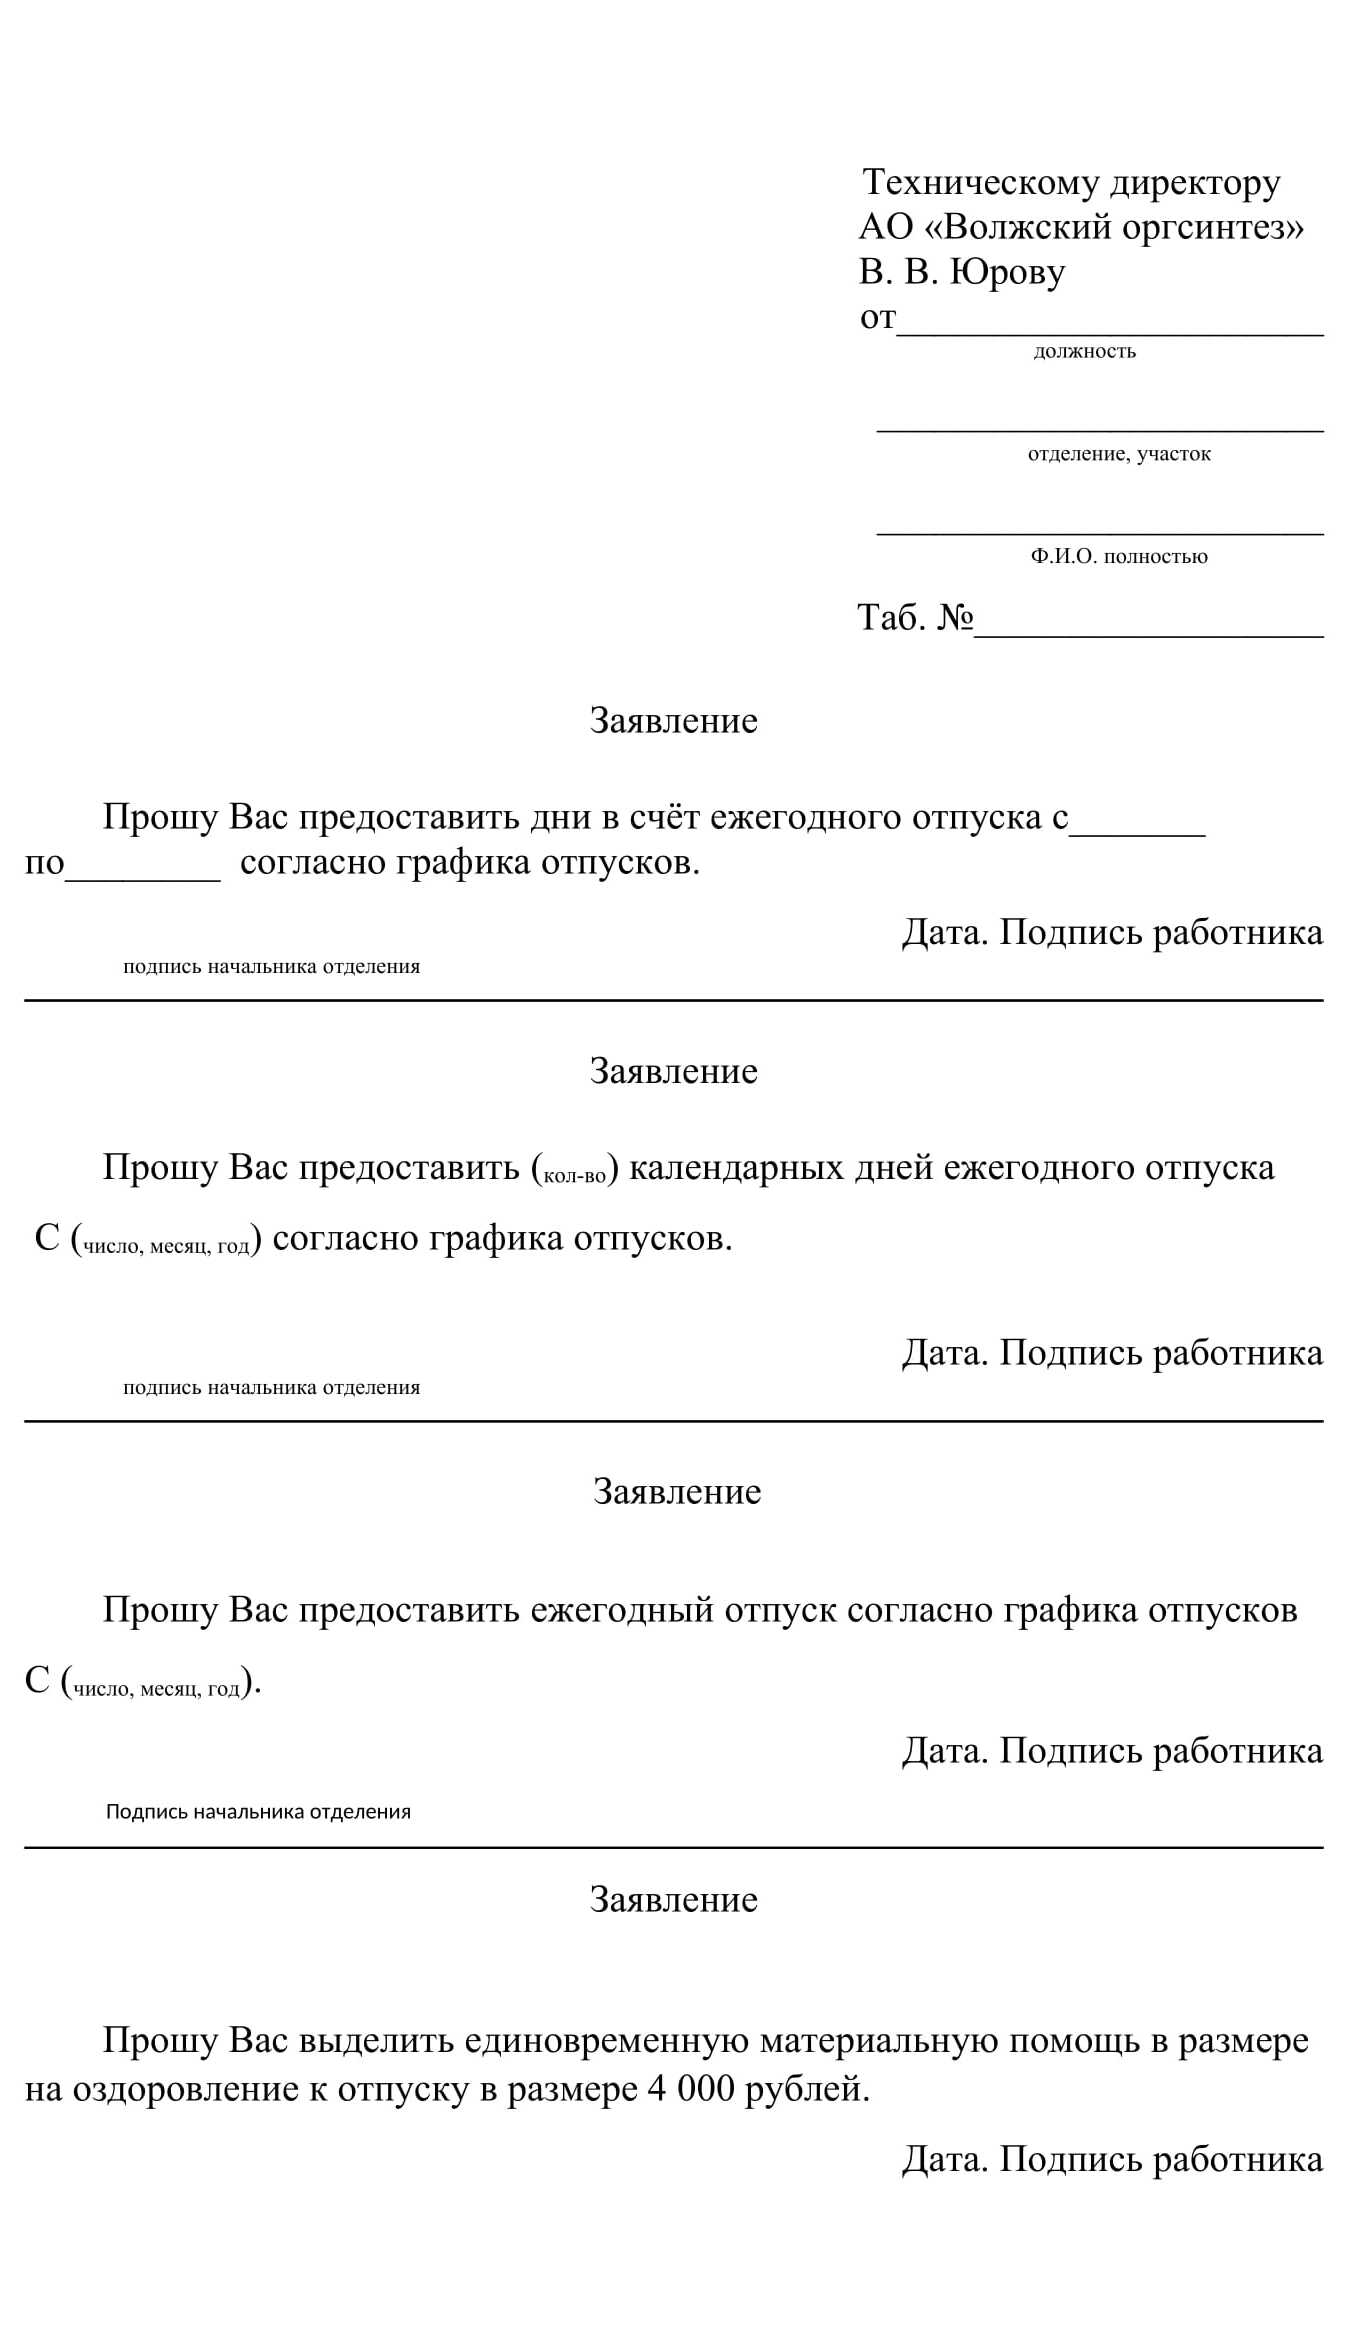 Техническому директору
АО «Волжский оргсинтез»
В. В. Юрову
от______________________
должность
_______________________
отделение, участок
_______________________
Ф.И.О. полностью
Таб. №__________________
Заявление
Прошу Вас предоставить дни в счёт ежегодного отпуска с_______
по________ согласно графика отпусков.
Дата. Подпись работника
подпись начальника отделения
Заявление
Прошу Вас предоставить (кол-во) календарных дней ежегодного отпуска
С (число, месяц, год) согласно графика отпусков.
Дата. Подпись работника
подпись начальника отделения
Заявление
Прошу Вас предоставить ежегодный отпуск согласно графика отпусков
С (число, месяц, год).
Дата. Подпись работника
Подпись начальника отделения
Заявление
Прошу Вас выделить единовременную материальную помощь в размере
на оздоровление к отпуску в размере 4 000 рублей.
Дата. Подпись работника